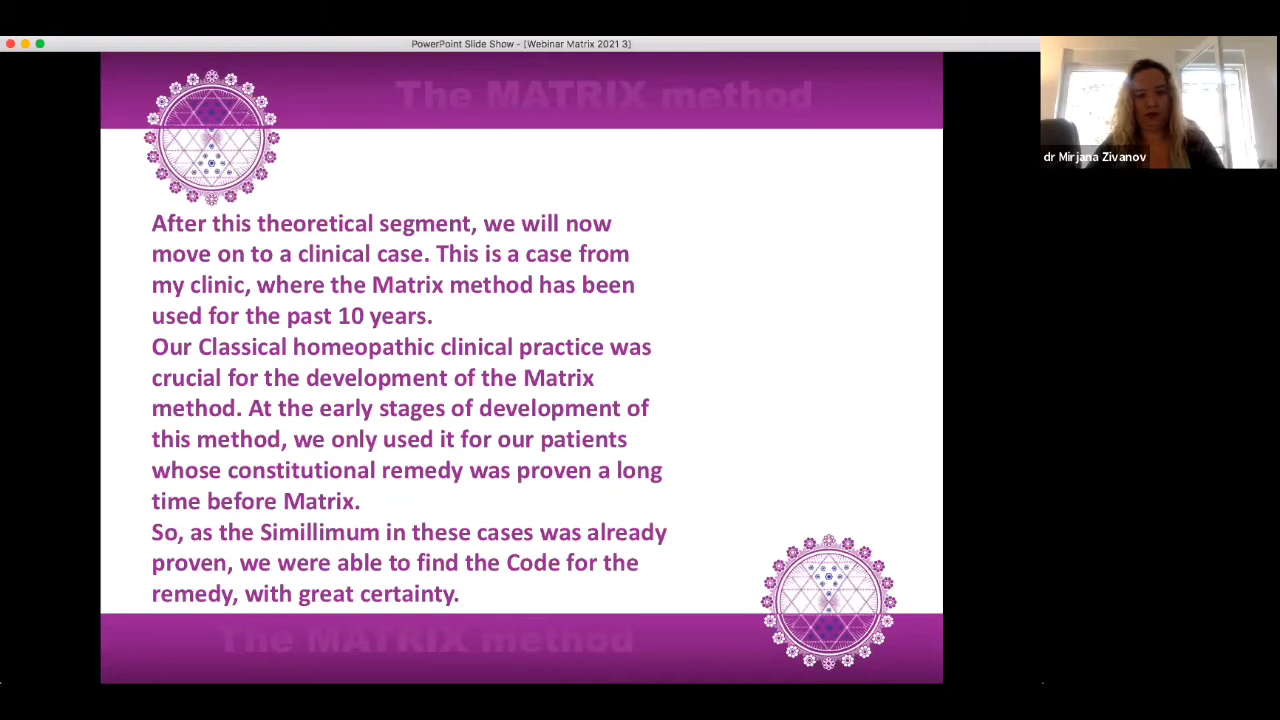 PowerPoint Slide Show - [Webinar Matrix 2021 3]
The MATRIX method
dr Mirjana Zivanov
After this theoretical segment, we will now
move on to a clinical case. This is a case from
my clinic, where the Matrix method has been
used for the past 10 years.
Our Classical homeopathic clinical practice was
crucial for the development of the Matrix
method. At the early stages of development of
this method, we only used it for our patients
whose constitutional remedy was proven a long
time before Matrix.
So, as the Simillimum in these cases was already
proven, we were able to find the Code for the
remedy, with great certainty.
The MATRIX method